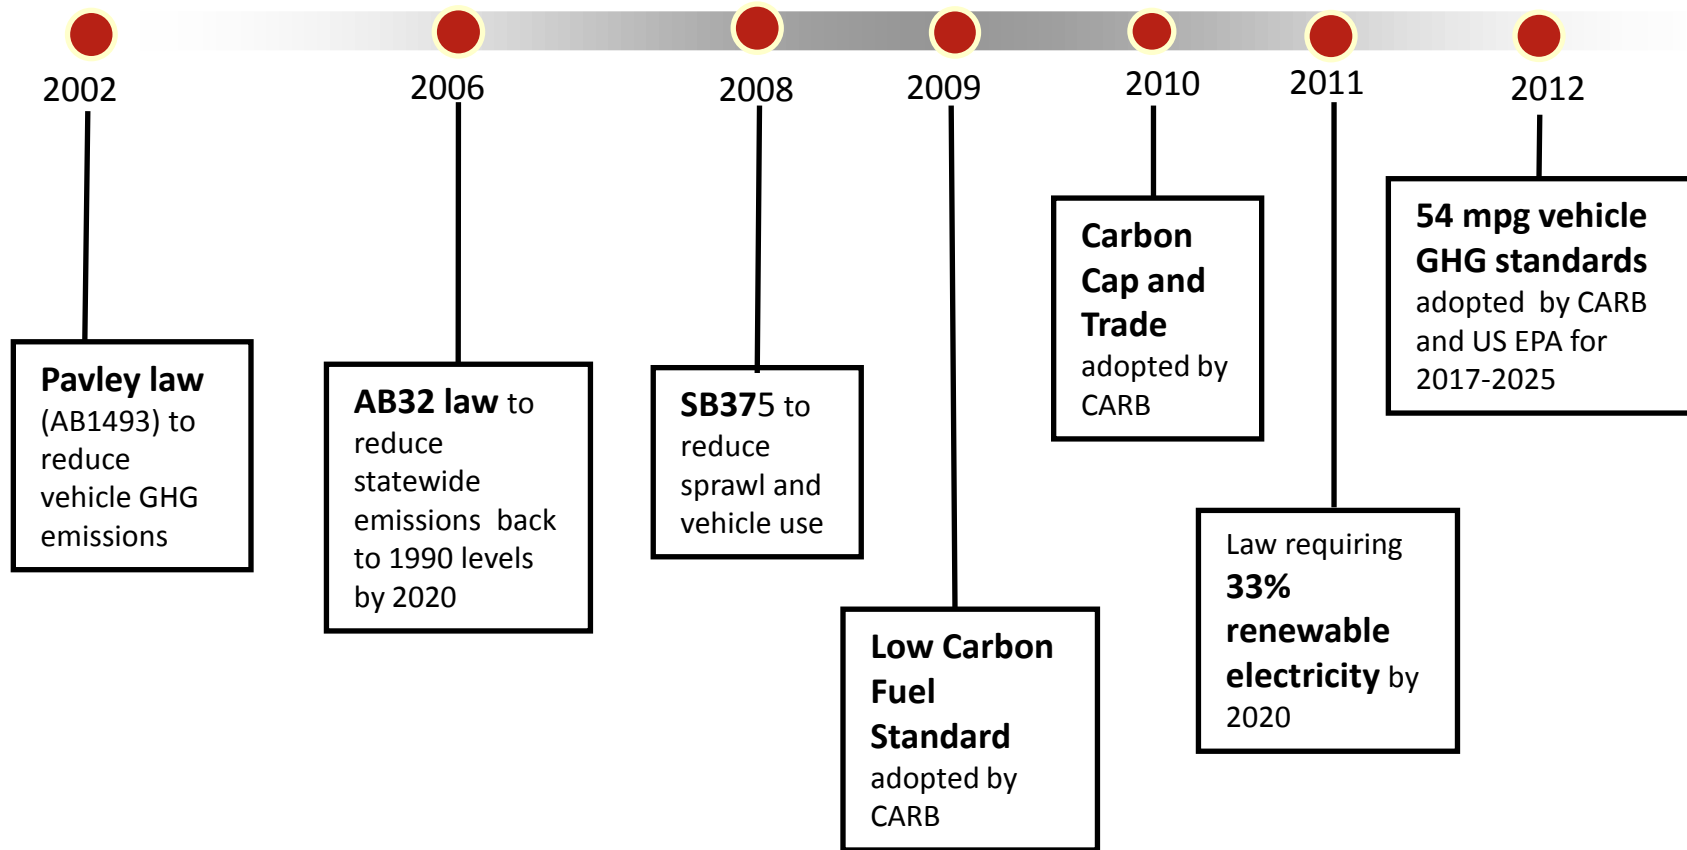 2002
2006
2008
2009
2010
2011
2012
Pavley law
(AB1493) to
reduce
vehicle GHG
emissions
AB32 law to
reduce
statewide
emissions back
to 1990 levels
by 2020
SB375 to
reduce
sprawl and
vehicle use
Low Carbon
Fuel
Standard
adopted by
CARB
Carbon
Cap and
Trade
adopted by
CARB
Law requiring
33%
renewable
electricity by
2020
54 mpg vehicle
GHG standards
adopted by CARB
and US EPA for
2017-2025